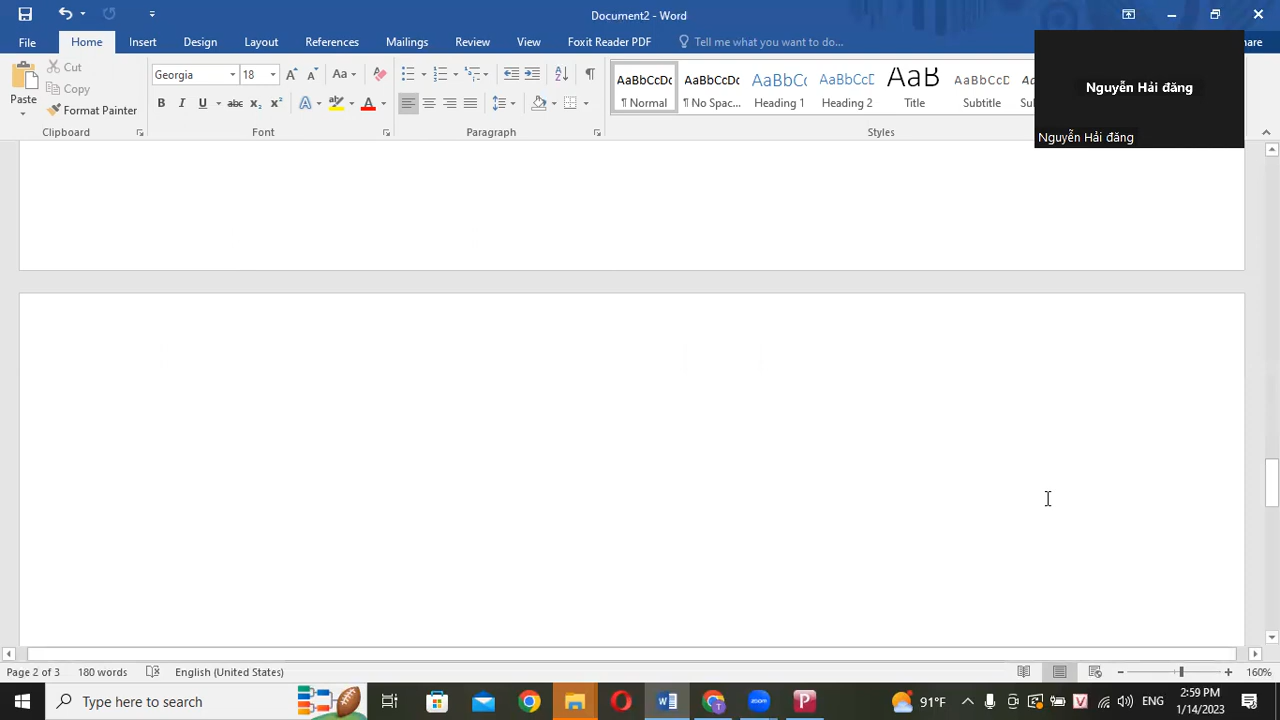 Document2 - Word
File
Home
Insert
Design
Layout
References
Mailings
Review
View
Foxit Reader PDF
Tell me what you want to do...
Paste
Cut
Copy
Format Painter
Clipboard
Georgia
18
Font
Paragraph
AaBbCcDc
¶ Normal
AaBbCcDc
¶ No Spac...
AaBbCc
Heading
AaBbCcD
Heading 2
AaB
Title
AaBbCcD
Subtitle
Styles
Nguyễn Hải đăng
Nguyễn Hải đăng
Page 2 of 3
180 words
English (United States)
160%
Type here to search
zoom
91°F
ENG
2:59 PM
1/14/2023